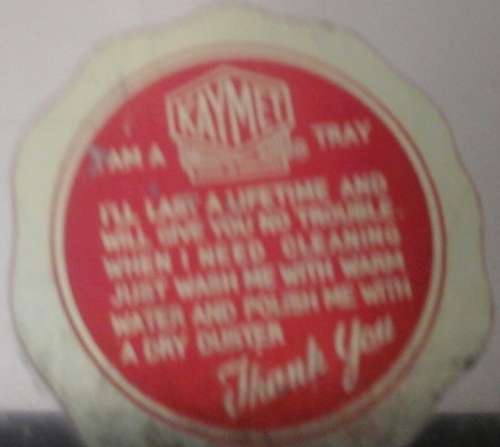 KAYMET
I AM A TRAY
I'LL LAST A LIFETIME AND
WILL GIVE YOU NO TROUBLE.
WHEN I NEED CLEANING
JUST WASH ME WITH WARM
WATER AND POLISH ME WITH
A DRY DUSTER
Thank You